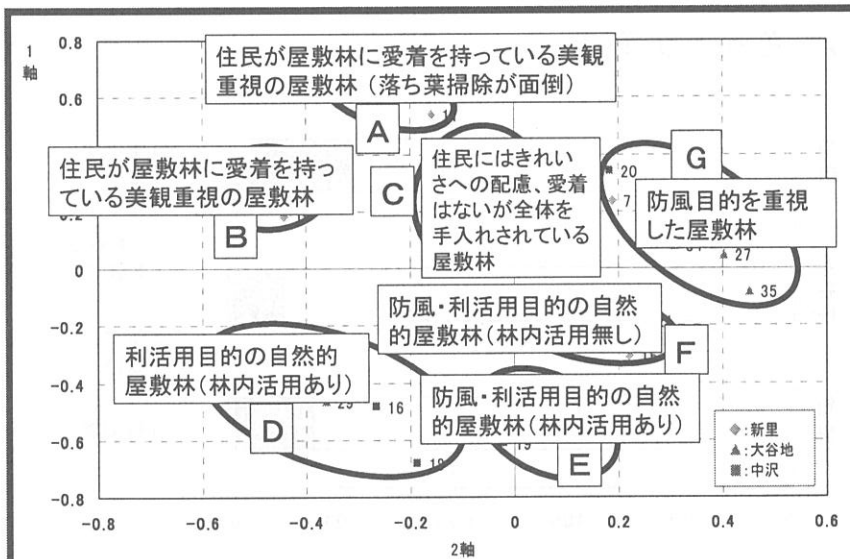 1
軸
0.8
0.6
0.2
0
-0.2
-0.4
-0.6
-0.8
住民が屋敷林に愛着を持っている美観
重視の屋敷林（落ち葉掃除が面倒）
A
住民が屋敷林に愛着を持っ
ている美観重視の屋敷林
B
C
住民にはきれい
さへの配慮、愛着
はないが全体を
手入れされている
屋敷林
G
20
7
防風目的を重視
した屋敷林
27
35
防風・利活用目的の自然
的屋敷林（林内活用無し）
F
利活用目的の自然的
屋敷林（林内活用あり）
16
D
防風・利活用目的の自然
的屋敷林（林内活用あり）
E
◆:新里
▲:大谷地
■:中沢
-0.8 -0.6 -0.4 -0.2 0 0.2 0.4 0.6
2軸